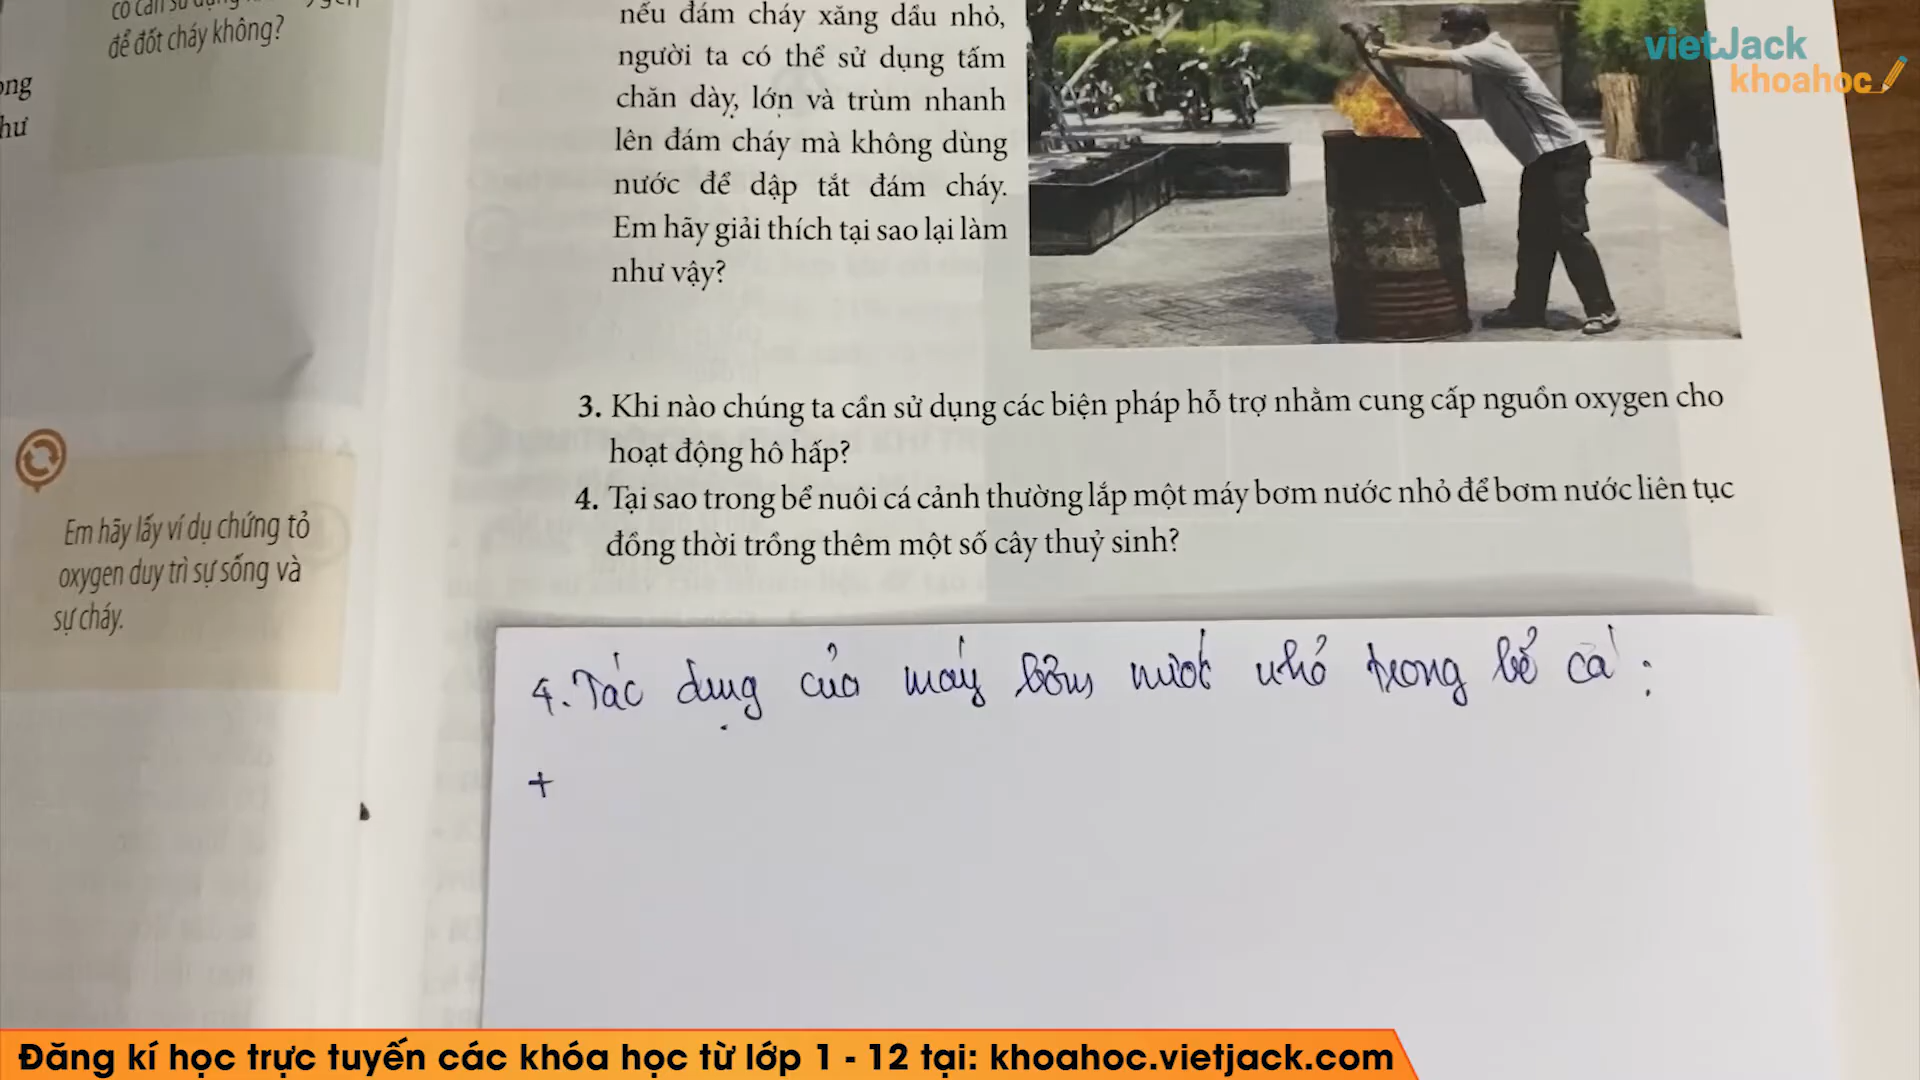 để đốt cháy không?
ong
hư
nếu đám cháy xăng dầu nhỏ,
người ta có thể sử dụng tấm
chăn dày, lớn và trùm nhanh
lên đám cháy mà không dùng
nước để dập tắt đám cháy.
Em hãy giải thích tại sao lại làm
như vậy?
vietJack
khoahoc
3. Khi nào chúng ta cần sử dụng các biện pháp hỗ trợ nhằm cung cấp nguồn oxygen cho
hoạt động hô hấp?
4. Tại sao trong bể nuôi cá cảnh thường lắp một máy bơm nước nhỏ để bơm nước liên tục
đồng thời trồng thêm một số cây thuỷ sinh?
Em hãy lấy ví dụ chứng tỏ
oxygen duy trì sự sống và
sự cháy.
4. Tác dụng của máy bơm nước nhỏ trong bể cá :
+
Đăng kí học trực tuyến các khóa học từ lớp 1 - 12 tại: khoahoc.vietjack.com